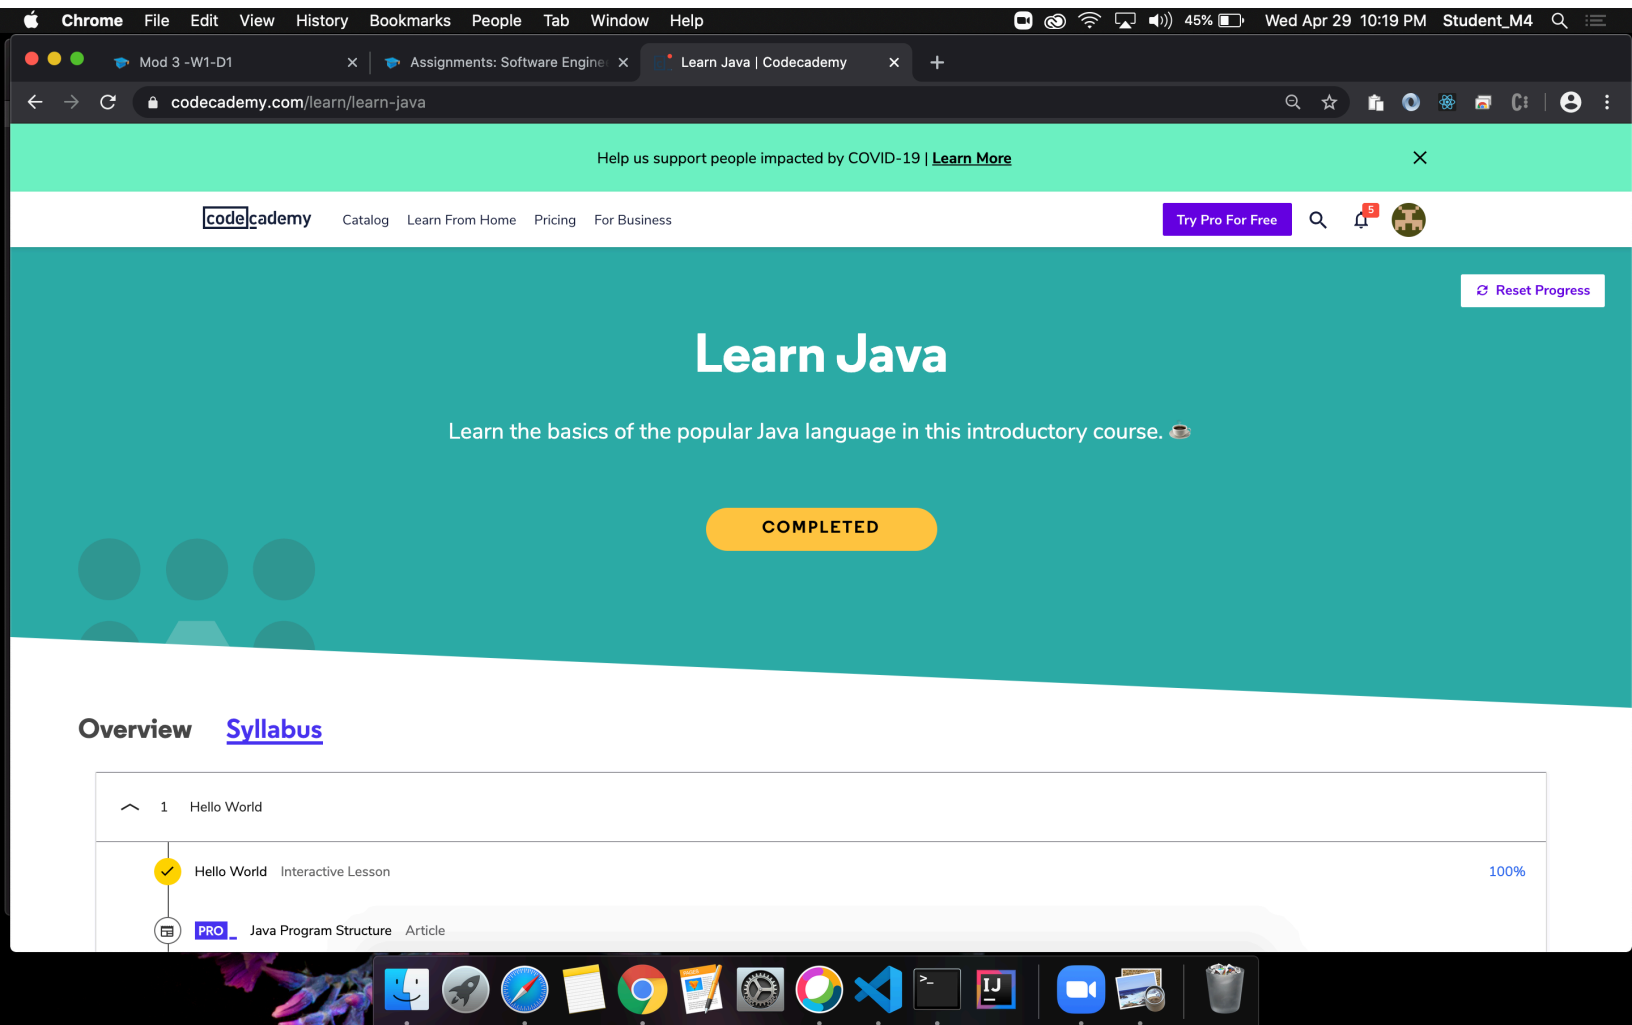 Chrome File Edit View History Bookmarks People Tab Window Help 45% Wed Apr 29 10:19 PM Student_M4
Mod 3 -W1-D1 Assignments: Software Engine Learn Java | Codecademy
codecademy.com/learn/learn-java
Help us support people impacted by COVID-19 | Learn More
codecademy Catalog Learn From Home Pricing For Business Try Pro For Free 5
Reset Progress
Learn Java
Learn the basics of the popular Java language in this introductory course. ☕
COMPLETED
Overview Syllabus
1 Hello World
Hello World Interactive Lesson 100%
PRO_ Java Program Structure Article
>_ IJ